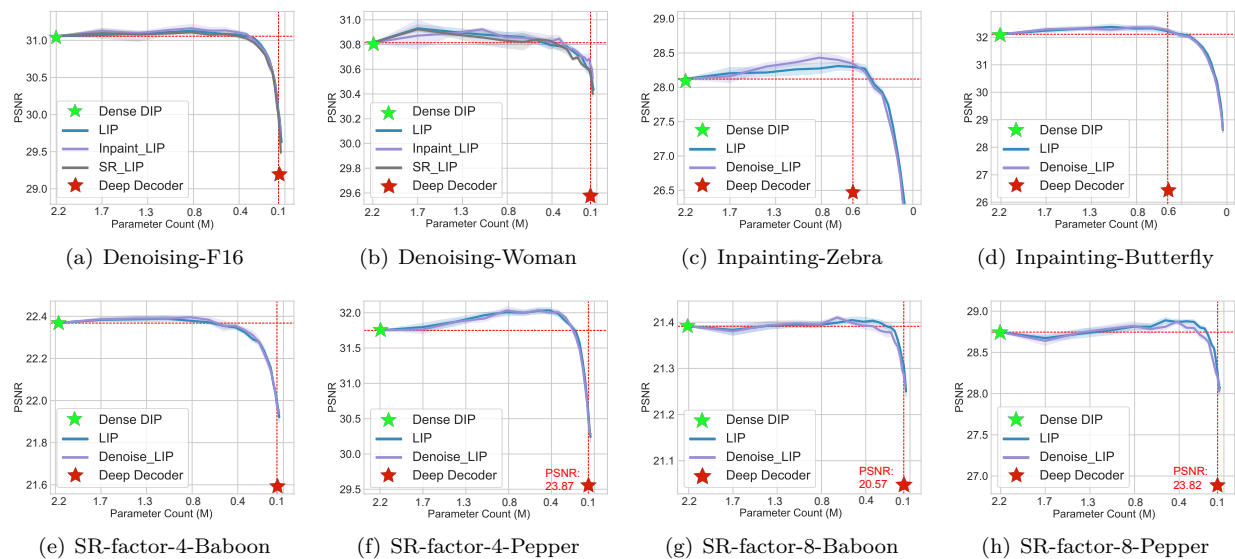 31.0
30.5
30.0
29.5
29.0
PSNR
Dense DIP
LIP
Inpaint_LIP
SR_LIP
Deep Decoder
2.2 1.7 1.3 0.8 0.4 0.1
Parameter Count (M)
(a) Denoising-F16
31.0
30.8
30.6
30.4
30.2
30.0
29.8
29.6
PSNR
Dense DIP
LIP
Inpaint_LIP
SR_LIP
Deep Decoder
2.2 1.7 1.3 0.8 0.4 0.1
Parameter Count (M)
(b) Denoising-Woman
29.0
28.5
28.0
27.5
27.0
26.5
PSNR
Dense DIP
LIP
Denoise_LIP
Deep Decoder
2.2 1.7 1.3 0.8 0.6 0.4 0
Parameter Count (M)
(c) Inpainting-Zebra
32
31
30
29
28
27
26
PSNR
Dense DIP
LIP
Denoise_LIP
Deep Decoder
2.2 1.7 1.3 0.8 0.6 0.4 0
Parameter Count (M)
(d) Inpainting-Butterfly
22.4
22.2
22.0
21.8
21.6
PSNR
Dense DIP
LIP
Denoise_LIP
Deep Decoder
2.2 1.7 1.3 0.8 0.4 0.1
Parameter Count (M)
(e) SR-factor-4-Baboon
32.0
31.5
31.0
30.5
30.0
29.5
PSNR
Dense DIP
LIP
Denoise_LIP
Deep Decoder
PSNR:
23.87
2.2 1.7 1.3 0.8 0.4 0.1
Parameter Count (M)
(f) SR-factor-4-Pepper
21.4
21.3
21.2
21.1
PSNR
Dense DIP
LIP
Denoise_LIP
Deep Decoder
PSNR:
20.57
2.2 1.7 1.3 0.8 0.4 0.1
Parameter Count (M)
(g) SR-factor-8-Baboon
29.0
28.5
28.0
27.5
27.0
PSNR
Dense DIP
LIP
Denoise_LIP
Deep Decoder
PSNR:
23.82
2.2 1.7 1.3 0.8 0.4 0.1
Parameter Count (M)
(h) SR-factor-8-Pepper